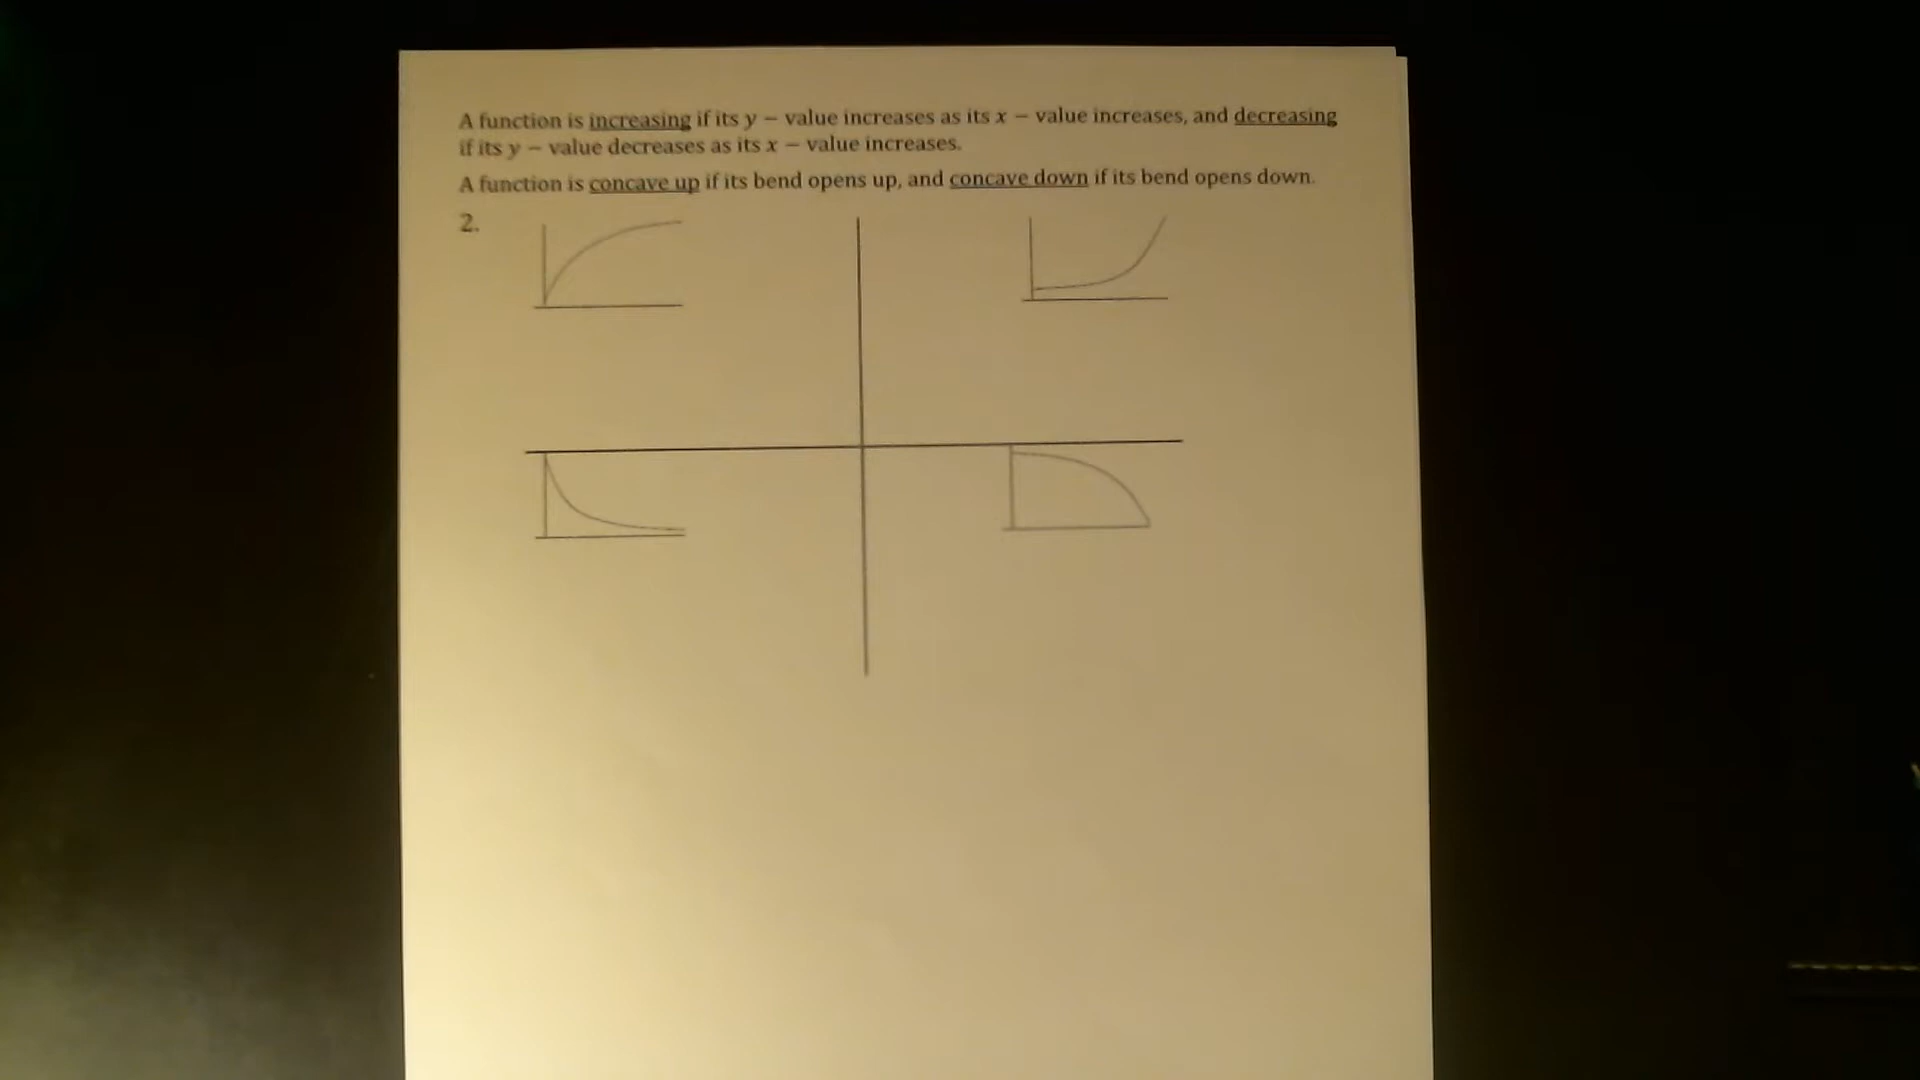 A function is increasing if its y – value increases as its x – value increases, and decreasing
if its y – value decreases as its x – value increases.
A function is concave up if its bend opens up, and concave down if its bend opens down.
2.